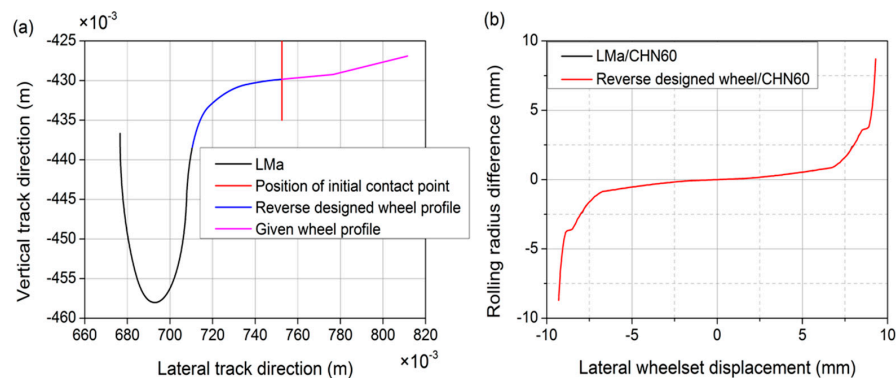 (a)
×10⁻³
-425
-430
-435
-440
-445
-450
-455
-460
660 680 700 720 740 760 780 800 820
Vertical track direction (m)
Lateral track direction (m)
×10⁻³
LMa
Position of initial contact point
Reverse designed wheel profile
Given wheel profile
(b)
10
5
0
-5
-10
-10 -5 0 5 10
Rolling radius difference (mm)
Lateral wheelset displacement (mm)
LMa/CHN60
Reverse designed wheel/CHN60